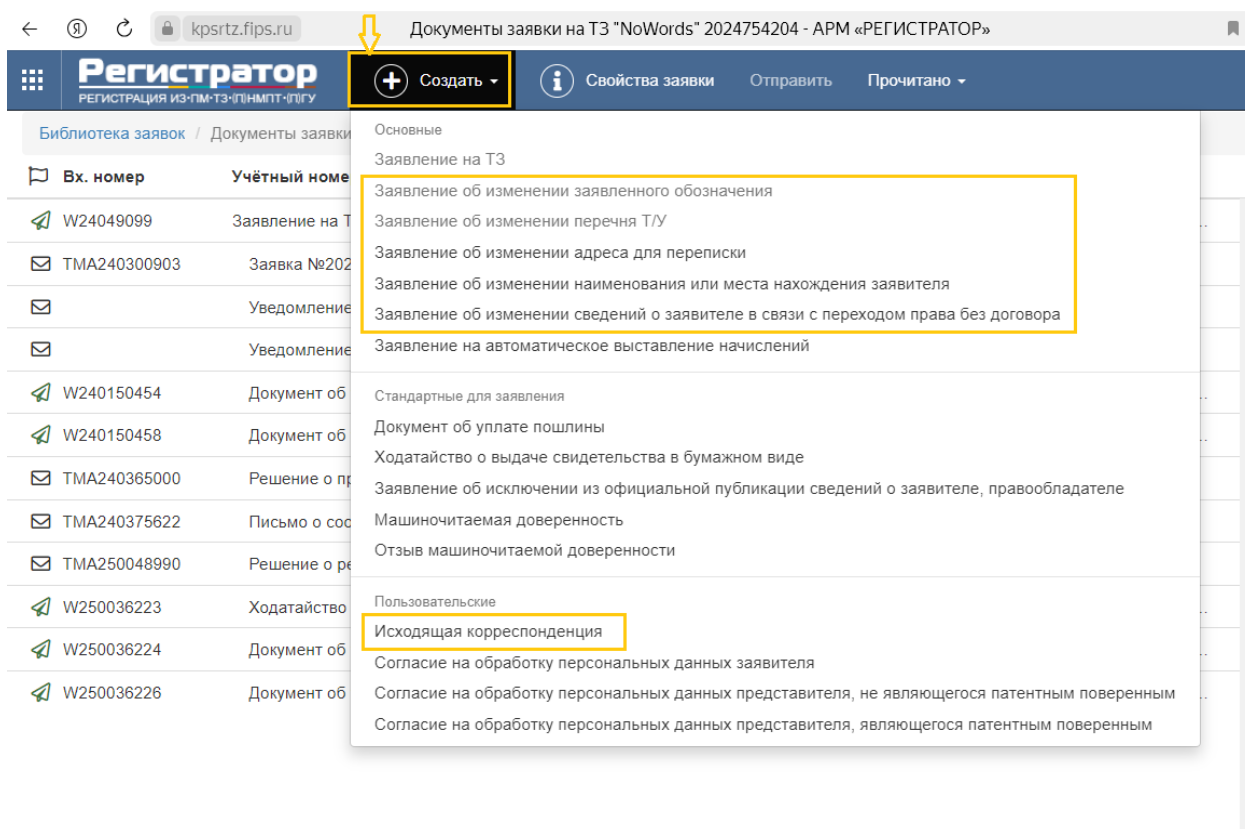 kpsrtz.fips.ru
Документы заявки на ТЗ "NoWords" 2024754204 - АРМ «РЕГИСТРАТОР»
Регистратор
РЕГИСТРАЦИЯ ИЗ·ПМ·ТЗ·(П)НМПТ·(П)ГУ
Создать
Свойства заявки
Отправить
Прочитано
Библиотека заявок / Документы заявки
Вх. номер
Учётный номе
W24049099 Заявление на Т
TMA240300903 Заявка №202
Уведомление
Уведомление
W240150454 Документ об
W240150458 Документ об
TMA240365000 Решение о пр
TMA240375622 Письмо о соо
TMA250048990 Решение о ре
W250036223 Ходатайство
W250036224 Документ об
W250036226 Документ об
Основные
Заявление на ТЗ
Заявление об изменении заявленного обозначения
Заявление об изменении перечня Т/У
Заявление об изменении адреса для переписки
Заявление об изменении наименования или места нахождения заявителя
Заявление об изменении сведений о заявителе в связи с переходом права без договора
Заявление на автоматическое выставление начислений
Стандартные для заявления
Документ об уплате пошлины
Ходатайство о выдаче свидетельства в бумажном виде
Заявление об исключении из официальной публикации сведений о заявителе, правообладателе
Машиночитаемая доверенность
Отзыв машиночитаемой доверенности
Пользовательские
Исходящая корреспонденция
Согласие на обработку персональных данных заявителя
Согласие на обработку персональных данных представителя, не являющегося патентным поверенным
Согласие на обработку персональных данных представителя, являющегося патентным поверенным